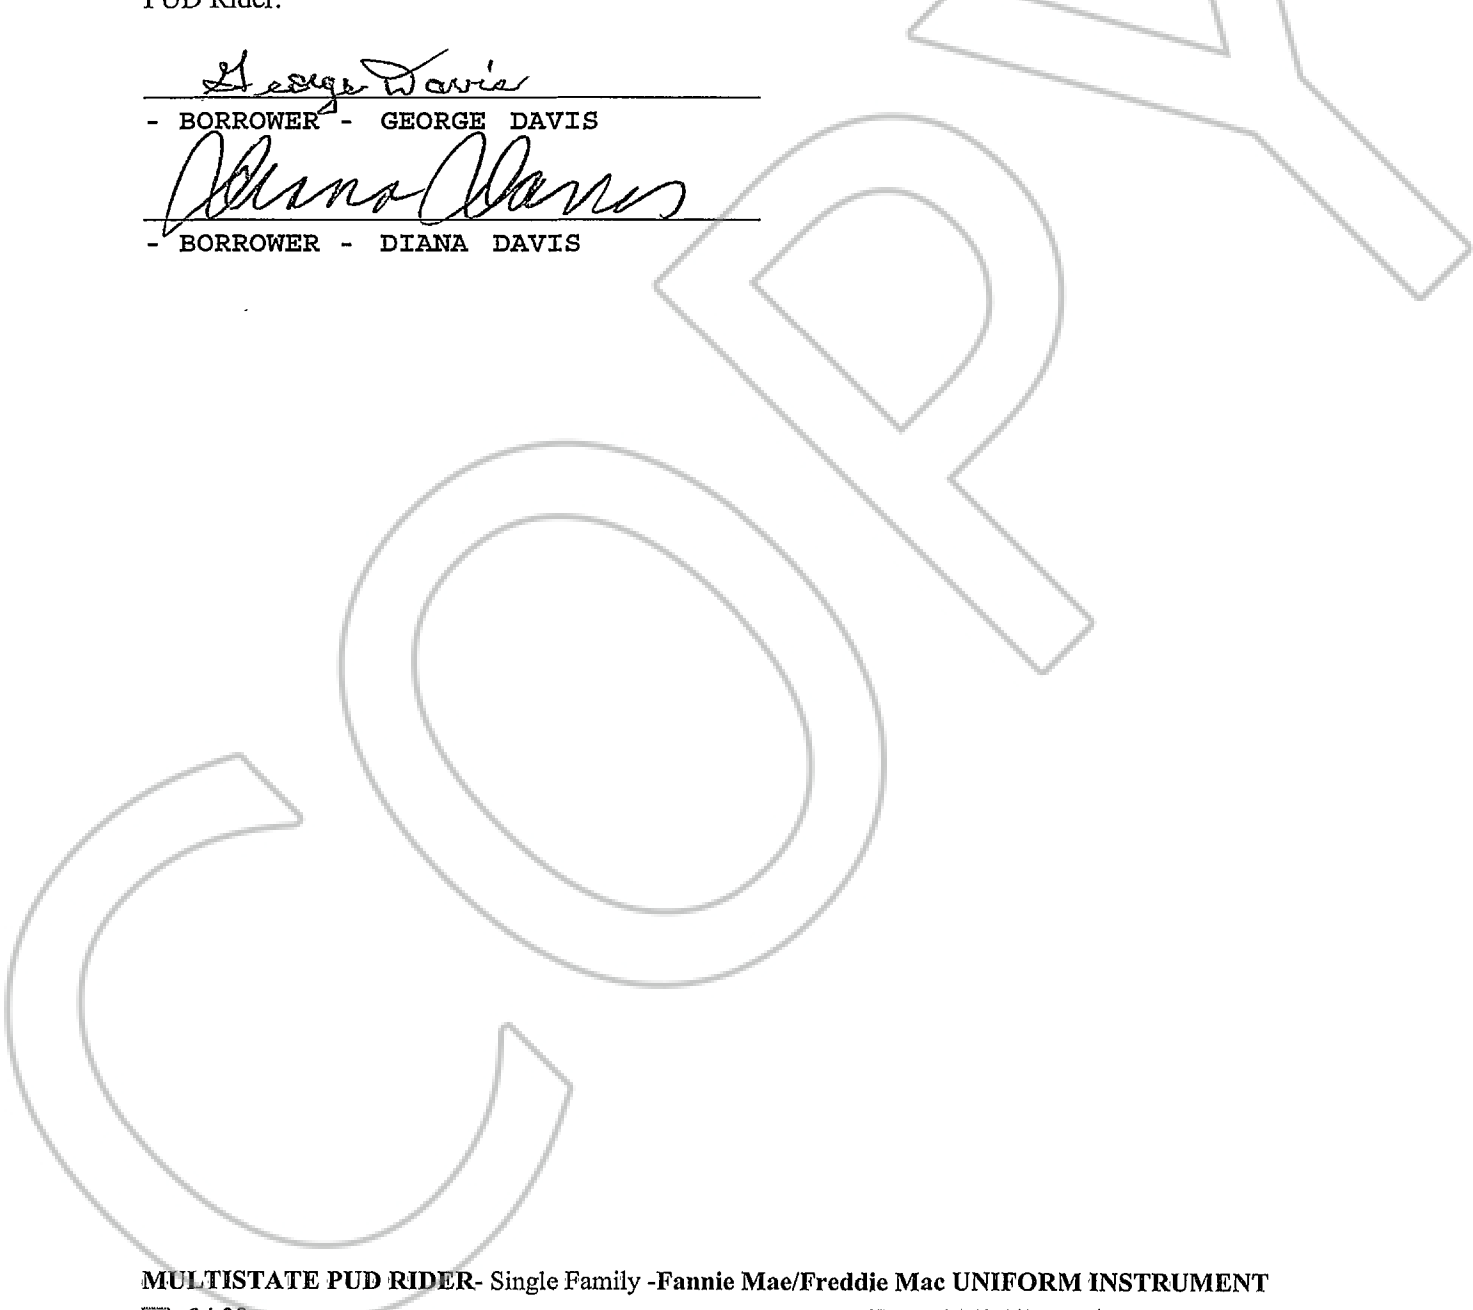 PUD Rider.
George Davis
- BORROWER - GEORGE DAVIS
Diana Davis
- BORROWER - DIANA DAVIS
COPY
MULTISTATE PUD RIDER- Single Family -Fannie Mae/Freddie Mac UNIFORM INSTRUMENT